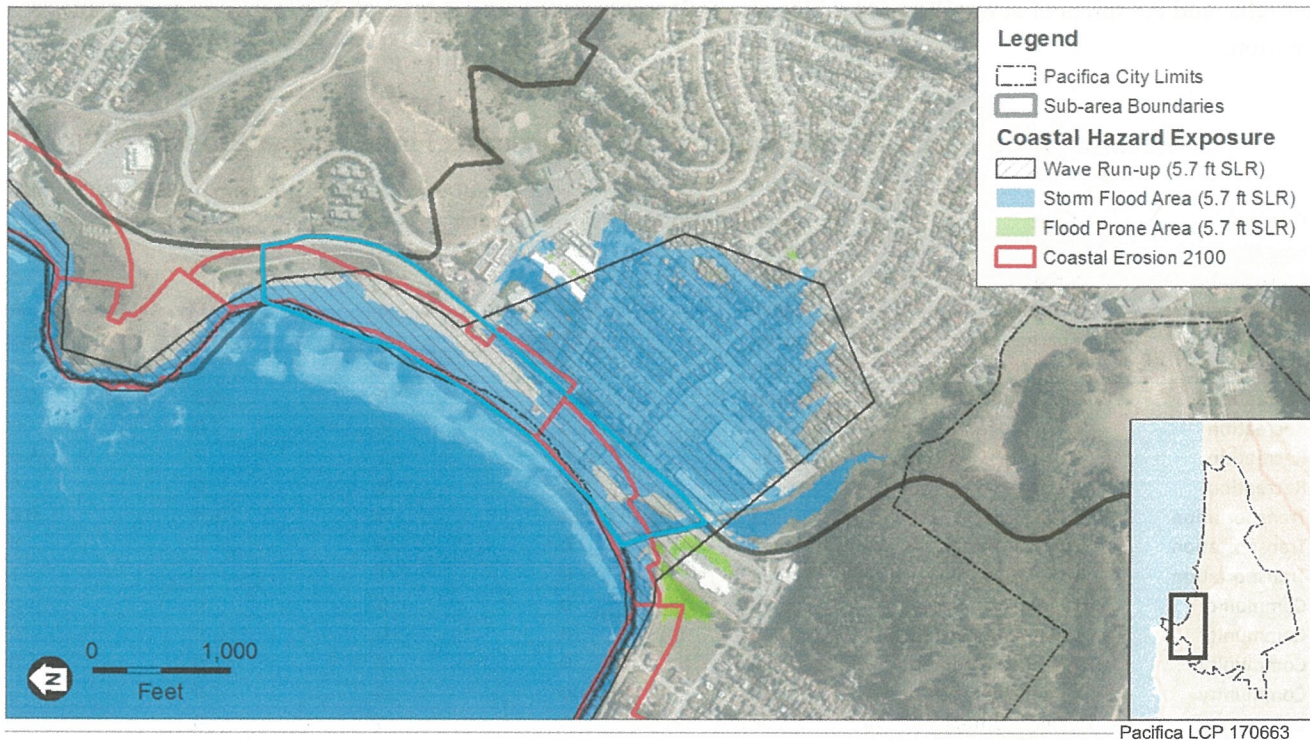 Legend
Pacifica City Limits
Sub-area Boundaries
Coastal Hazard Exposure
Wave Run-up (5.7 ft SLR)
Storm Flood Area (5.7 ft SLR)
Flood Prone Area (5.7 ft SLR)
Coastal Erosion 2100
N
0 1,000
Feet
Pacifica LCP 170663